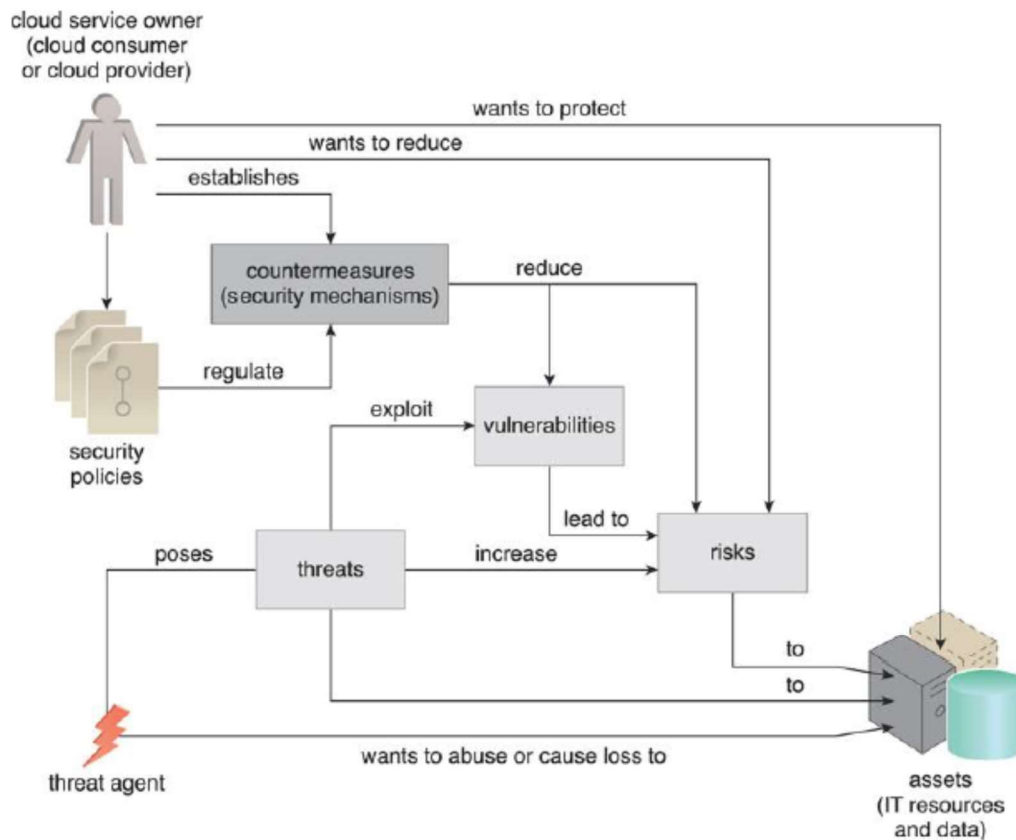 cloud service owner
(cloud consumer
or cloud provider)
wants to protect
wants to reduce
establishes
countermeasures
(security mechanisms)
reduce
regulate
security
policies
exploit
vulnerabilities
lead to
poses
threats
increase
risks
to
to
wants to abuse or cause loss to
threat agent
assets
(IT resources
and data)